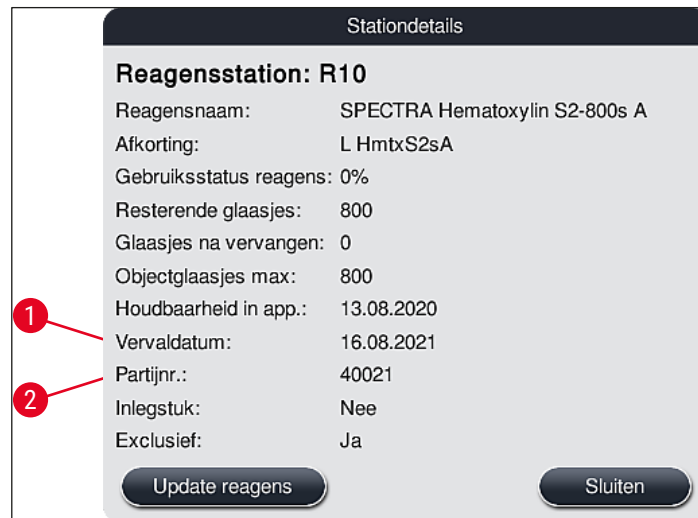 Stationdetails
Reagensstation: R10
Reagensnaam: SPECTRA Hematoxylin S2-800s A
Afkorting: L HmtxS2sA
Gebruiksstatus reagens: 0%
Resterende glaasjes: 800
Glaasjes na vervangen: 0
Objectglaasjes max: 800
Houdbaarheid in app.: 13.08.2020
1
Vervaldatum: 16.08.2021
Partijnr.: 40021
2
Inlegstuk: Nee
Exclusief: Ja
Update reagens Sluiten